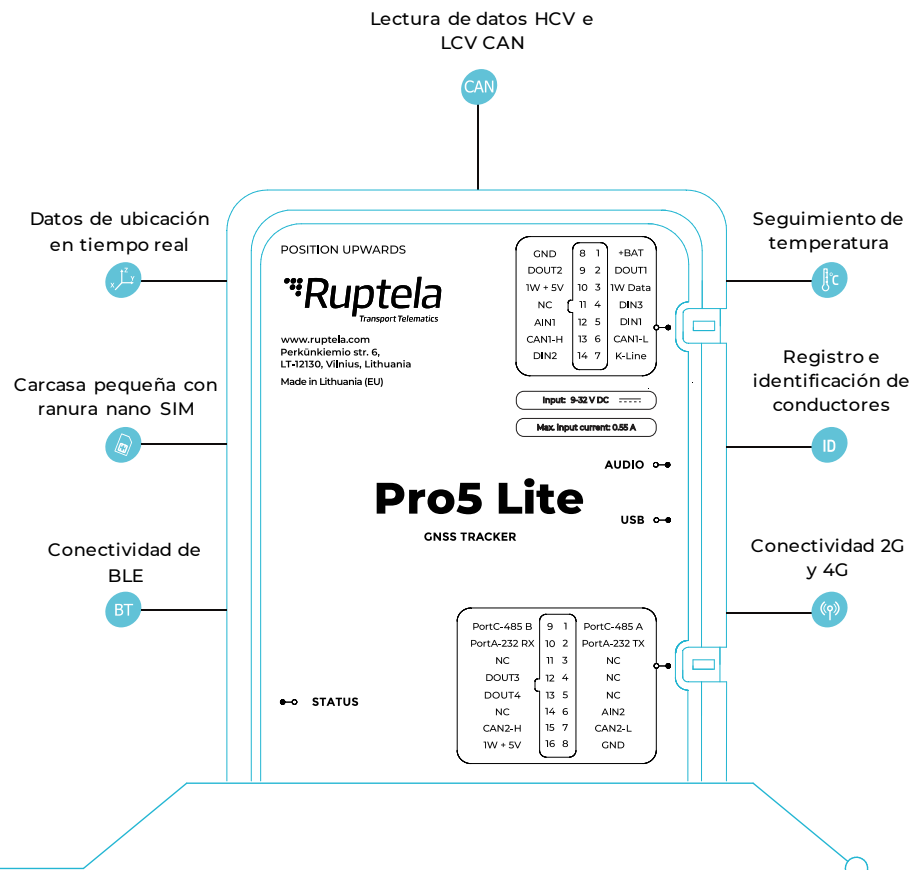 Lectura de datos HCV e
LCV CAN
CAN
Datos de ubicación
en tiempo real
x z y
Carcasa pequeña con
ranura nano SIM
Conectividad de
BLE
BT
POSITION UPWARDS
Ruptela
Transport Telematics
www.ruptela.com
Perkūnkiemio str. 6,
LT-12130, Vilnius, Lithuania
Made in Lithuania (EU)
GND 8 1 +BAT
DOUT2 9 2 DOUT1
1W + 5V 10 3 1W Data
NC 11 4 DIN3
AIN1 12 5 DIN1
CAN1-H 13 6 CAN1-L
DIN2 14 7 K-Line
Input: 9-32 V DC
Max. input current: 0.55 A
AUDIO
Pro5 Lite
GNSS TRACKER
USB
PortC-485 B 9 1 PortC-485 A
PortA-232 RX 10 2 PortA-232 TX
NC 11 3 NC
DOUT3 12 4 NC
DOUT4 13 5 NC
NC 14 6 AIN2
CAN2-H 15 7 CAN2-L
1W + 5V 16 8 GND
STATUS
Seguimiento de
temperatura
°C
Registro e
identificación de
conductores
ID
Conectividad 2G
y 4G